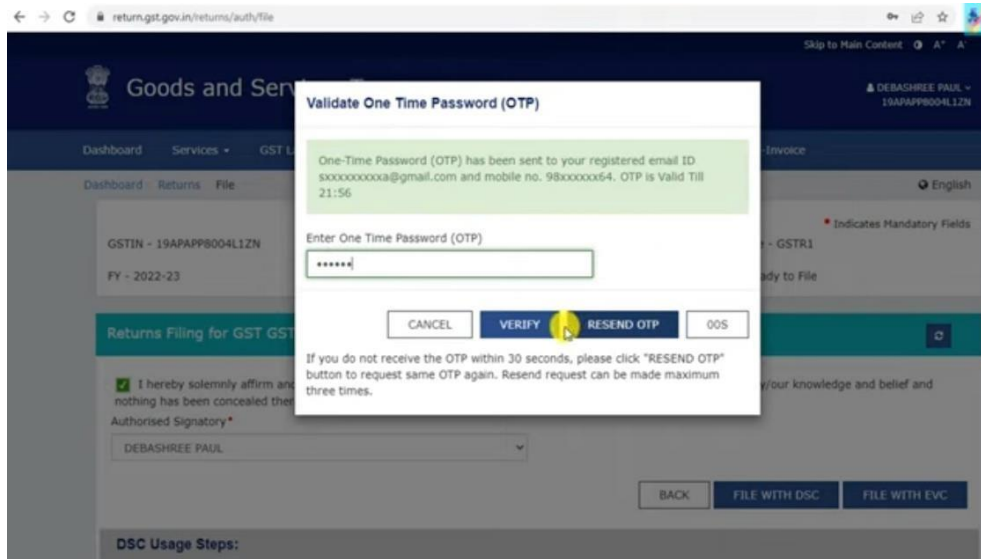 return.gst.gov.in/returns/auth/file
Skip to Main Content A+ A-
Goods and Serv
DEBASHREE PAUL
19APAPP8004L1ZN
Dashboard Services GST L -Invoice
Dashboard Returns File English
Validate One Time Password (OTP)
One-Time Password (OTP) has been sent to your registered email ID
sxxxxxxxxxa@gmail.com and mobile no. 98xxxxxx64. OTP is Valid Till
21:56
* Indicates Mandatory Fields
GSTIN - 19APAPP8004L1ZN - GSTR1
FY - 2022-23 ady to File
Enter One Time Password (OTP)
••••••
CANCEL VERIFY RESEND OTP 00S
If you do not receive the OTP within 30 seconds, please click "RESEND OTP"
button to request same OTP again. Resend request can be made maximum
three times.
Returns Filing for GST GST
I hereby solemnly affirm and y/our knowledge and belief and
nothing has been concealed ther
Authorised Signatory*
DEBASHREE PAUL
BACK FILE WITH DSC FILE WITH EVC
DSC Usage Steps: